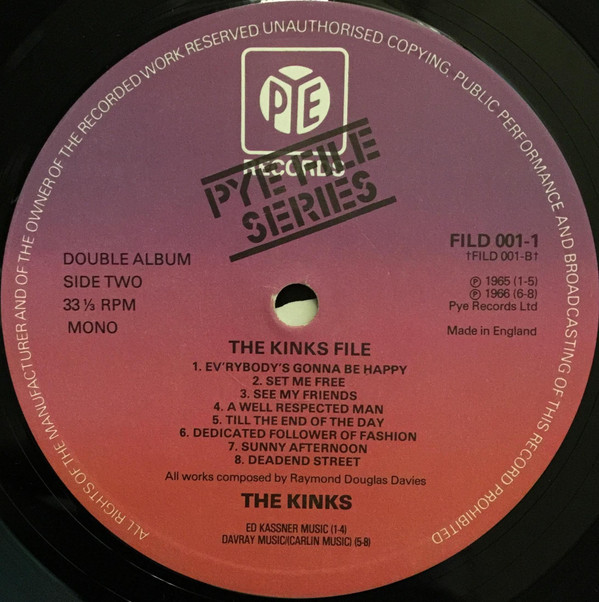 ALL RIGHTS OF THE MANUFACTURER AND OF THE OWNER OF THE RECORDED WORK RESERVED UNAUTHORISED COPYING, PUBLIC PERFORMANCE AND BROADCASTING OF THIS RECORD PROHIBITED
PYE
RECORDS
PYE FILE
SERIES
DOUBLE ALBUM
SIDE TWO
33 ⅓ RPM
MONO
FILD 001-1
†FILD 001-B†
Ⓟ 1965 (1-5)
Ⓟ 1966 (6-8)
Pye Records Ltd
Made in England
THE KINKS FILE
1. EV'RYBODY'S GONNA BE HAPPY
2. SET ME FREE
3. SEE MY FRIENDS
4. A WELL RESPECTED MAN
5. TILL THE END OF THE DAY
6. DEDICATED FOLLOWER OF FASHION
7. SUNNY AFTERNOON
8. DEADEND STREET
All works composed by Raymond Douglas Davies
THE KINKS
ED KASSNER MUSIC (1-4)
DAVRAY MUSIC/(CARLIN MUSIC) (5-8)